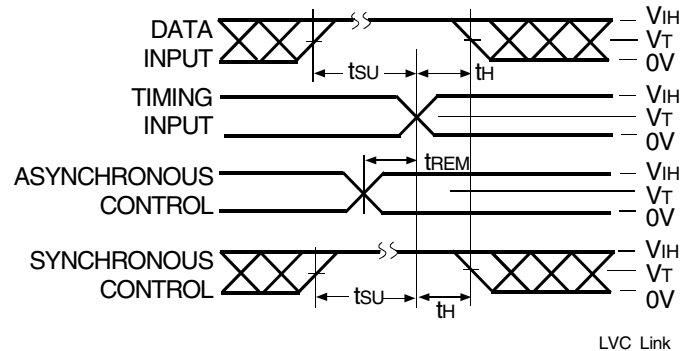 DATA
INPUT
tSU
tH
VIH
VT
0V
TIMING
INPUT
VIH
VT
0V
tREM
ASYNCHRONOUS
CONTROL
VIH
VT
0V
SYNCHRONOUS
CONTROL
tSU
tH
VIH
VT
0V
LVC Link